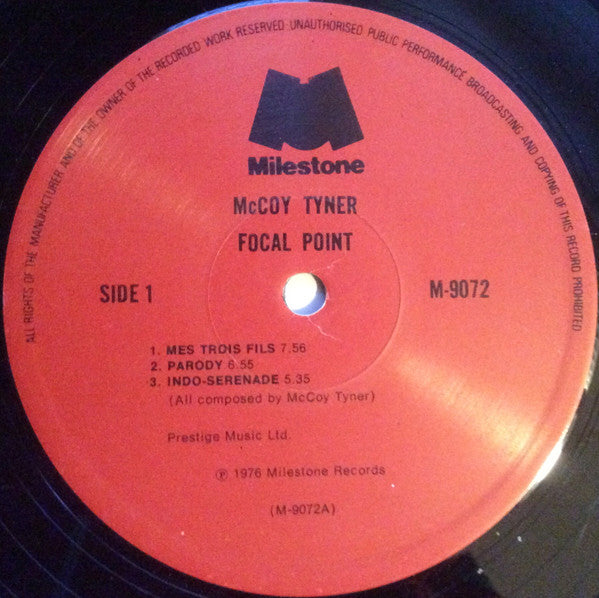 ALL RIGHTS OF THE MANUFACTURER AND OF THE OWNER OF THE RECORDED WORK RESERVED UNAUTHORISED PUBLIC PERFORMANCE BROADCASTING AND COPYING OF THIS RECORD PROHIBITED
Milestone
McCOY TYNER
FOCAL POINT
SIDE 1
M-9072
1. MES TROIS FILS 7.56
2. PARODY 6.55
3. INDO-SERENADE 5.35
(All composed by McCoy Tyner)
Prestige Music Ltd.
℗ 1976 Milestone Records
(M-9072A)